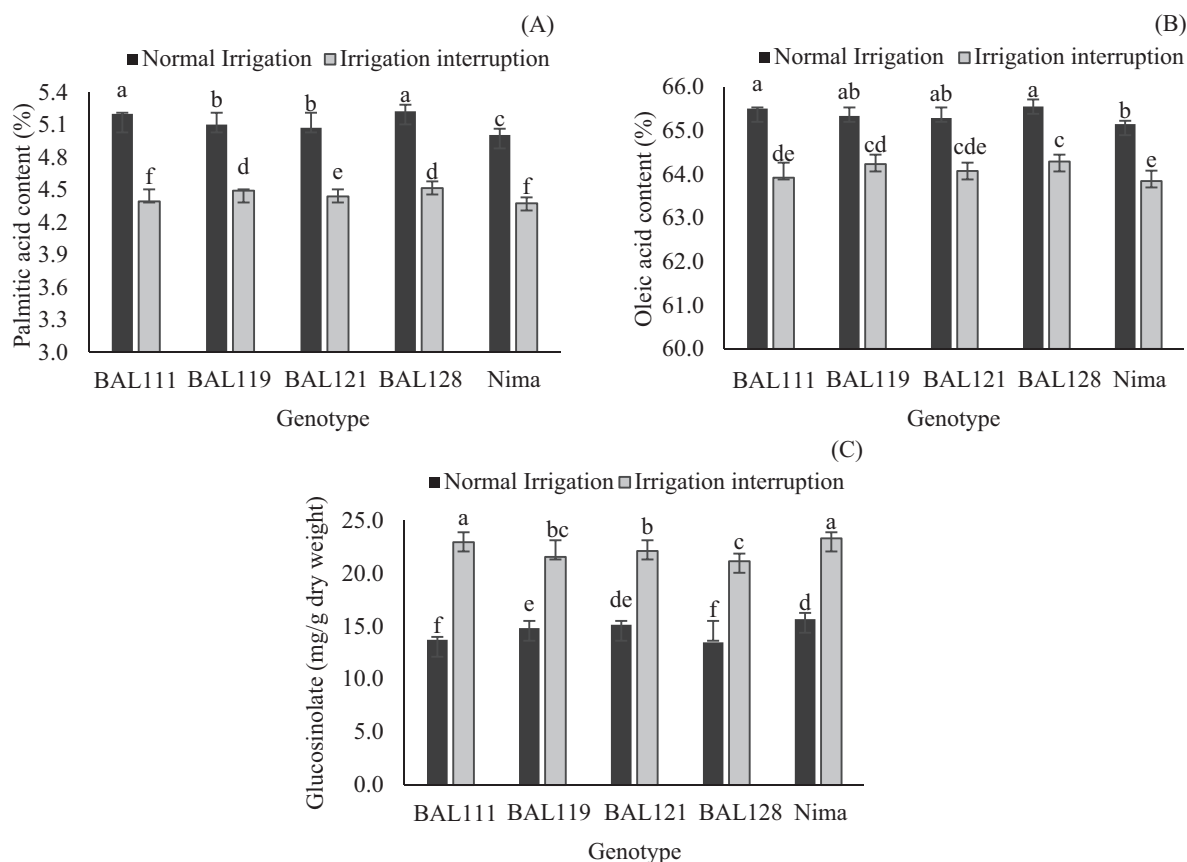 (A)
■Normal Irrigation ■Irrigation interruption
Palmitic acid content (%)
5.4
5.1
4.8
4.5
4.2
3.9
3.6
3.3
3.0
a b b a c
f d e d f
BAL111 BAL119 BAL121 BAL128 Nima
Genotype
(B)
■Normal Irrigation ■Irrigation interruption
Oleic acid content (%)
66.0
65.0
64.0
63.0
62.0
61.0
60.0
a ab ab a b
de cd cde c e
BAL111 BAL119 BAL121 BAL128 Nima
Genotype
(C)
■Normal Irrigation ■Irrigation interruption
Glucosinolate (mg/g dry weight)
25.0
20.0
15.0
10.0
5.0
0.0
a bc b c a
f e de f d
BAL111 BAL119 BAL121 BAL128 Nima
Genotype